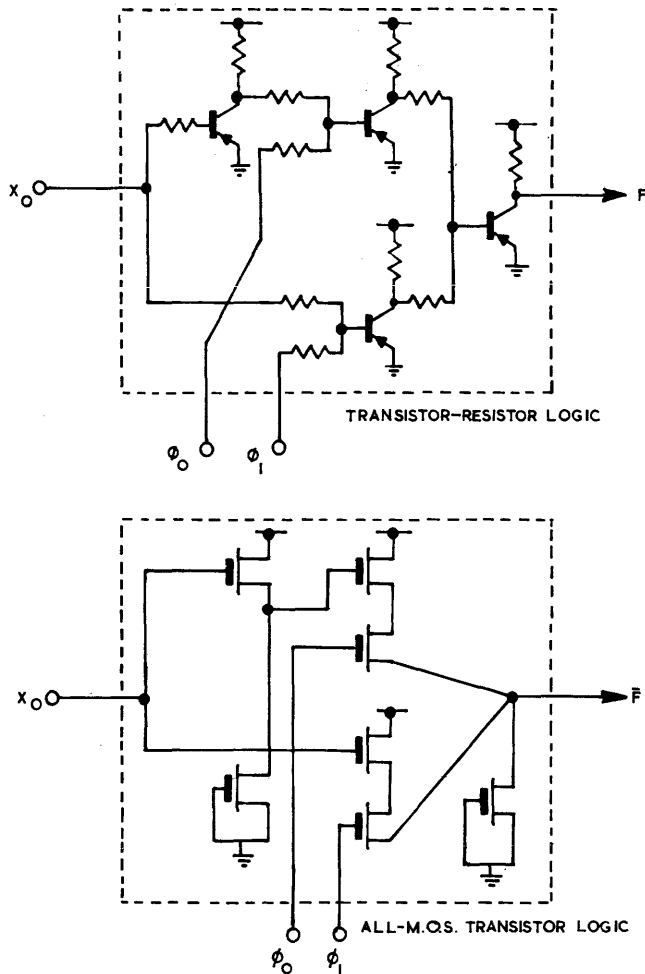 X₀
F
TRANSISTOR-RESISTOR LOGIC
φ₀
φ₁
X₀
F̄
ALL-M.O.S. TRANSISTOR LOGIC
φ₀
φ₁